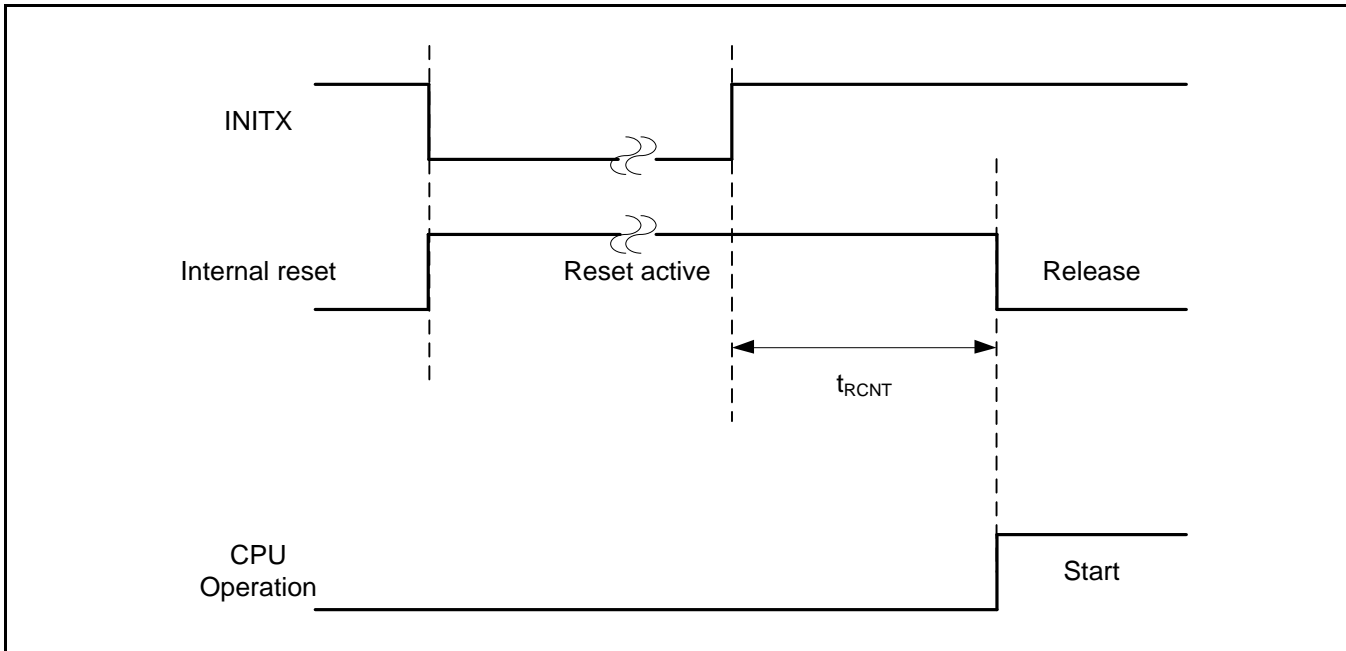 INITX
Internal reset
Reset active
Release
tRCNT
CPU
Operation
Start